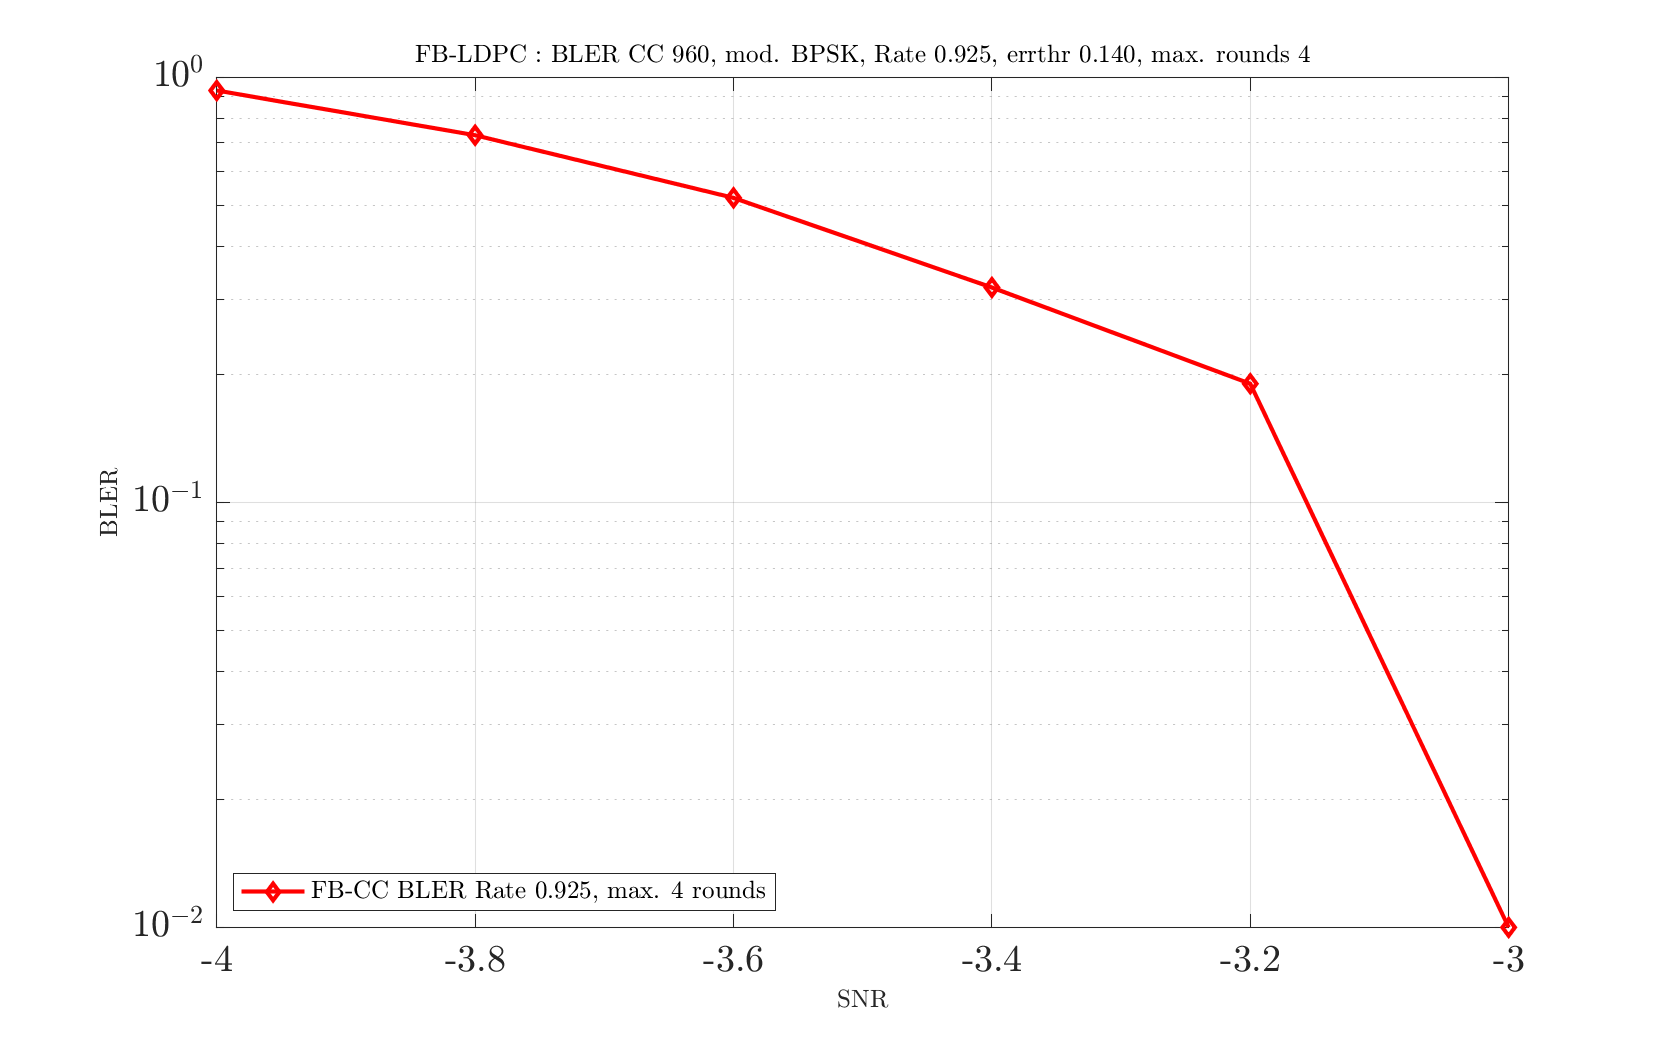 FB-LDPC : BLER CC 960, mod. BPSK, Rate 0.925, errthr 0.140, max. rounds 4
10^0
10^{-1}
10^{-2}
BLER
FB-CC BLER Rate 0.925, max. 4 rounds
-4 -3.8 -3.6 -3.4 -3.2 -3
SNR